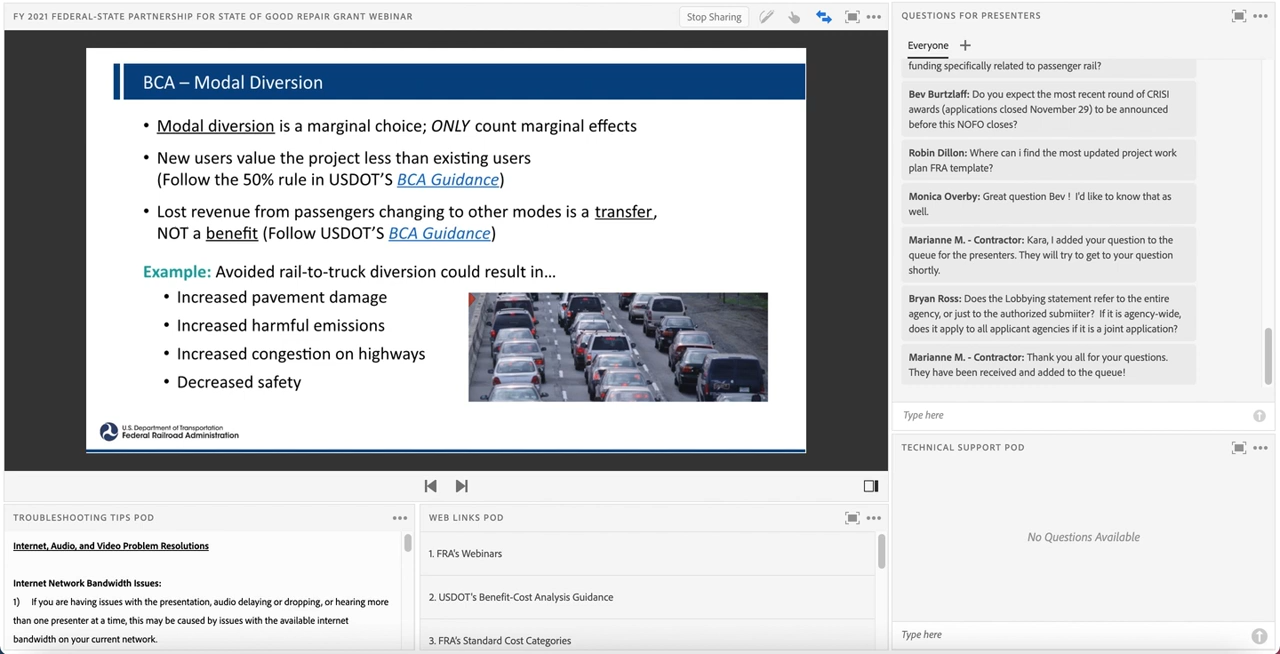 FY 2021 FEDERAL-STATE PARTNERSHIP FOR STATE OF GOOD REPAIR GRANT WEBINAR
Stop Sharing
BCA – Modal Diversion
• Modal diversion is a marginal choice; ONLY count marginal effects
• New users value the project less than existing users
(Follow the 50% rule in USDOT'S BCA Guidance)
• Lost revenue from passengers changing to other modes is a transfer,
NOT a benefit (Follow USDOT'S BCA Guidance)
Example: Avoided rail-to-truck diversion could result in...
• Increased pavement damage
• Increased harmful emissions
• Increased congestion on highways
• Decreased safety
U.S. Department of Transportation
Federal Railroad Administration
TROUBLESHOOTING TIPS POD
Internet, Audio, and Video Problem Resolutions
Internet Network Bandwidth Issues:
1) If you are having issues with the presentation, audio delaying or dropping, or hearing more
than one presenter at a time, this may be caused by issues with the available internet
bandwidth on your current network.
WEB LINKS POD
1. FRA's Webinars
2. USDOT's Benefit-Cost Analysis Guidance
3. FRA's Standard Cost Categories
QUESTIONS FOR PRESENTERS
Everyone
funding specifically related to passenger rail?
Bev Burtzlaff: Do you expect the most recent round of CRISI
awards (applications closed November 29) to be announced
before this NOFO closes?
Robin Dillon: Where can i find the most updated project work
plan FRA template?
Monica Overby: Great question Bev ! I'd like to know that as
well.
Marianne M. - Contractor: Kara, I added your question to the
queue for the presenters. They will try to get to your question
shortly.
Bryan Ross: Does the Lobbying statement refer to the entire
agency, or just to the authorized submiiter? If it is agency-wide,
does it apply to all applicant agencies if it is a joint application?
Marianne M. - Contractor: Thank you all for your questions.
They have been received and added to the queue!
Type here
TECHNICAL SUPPORT POD
No Questions Available
Type here